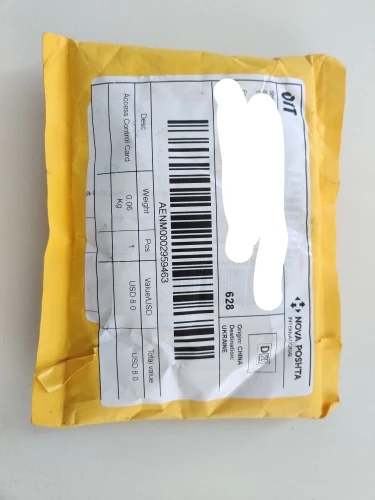 ОПТ
NOVA POSHTA
INTERNATIONAL
D
Origin: CHINA
Destination:
UKRAINE
628
AENM0002959463
Desc Weight Pcs Value/USD Total value
Access Control Card 0.06 Kg 1 USD 8.0 USD 8.0